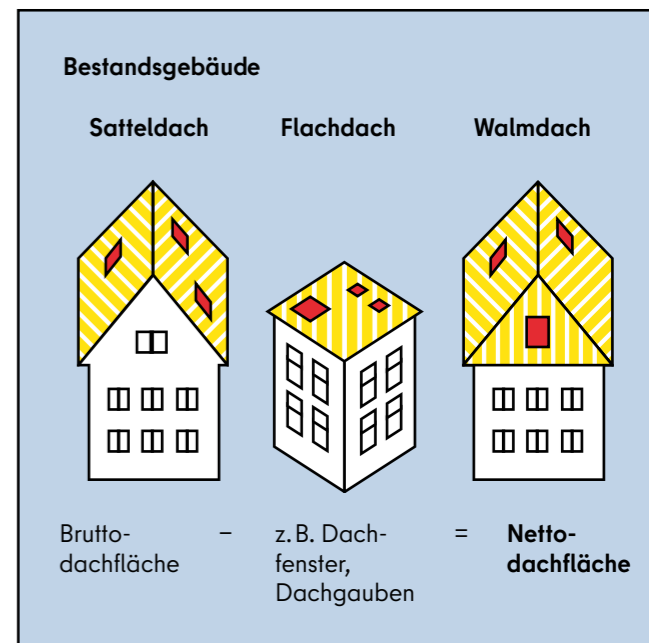 Bestandsgebäude
Satteldach Flachdach Walmdach
Brutto- – z. B. Dach- = Netto-
dachfläche fenster, dachfläche
Dachgauben